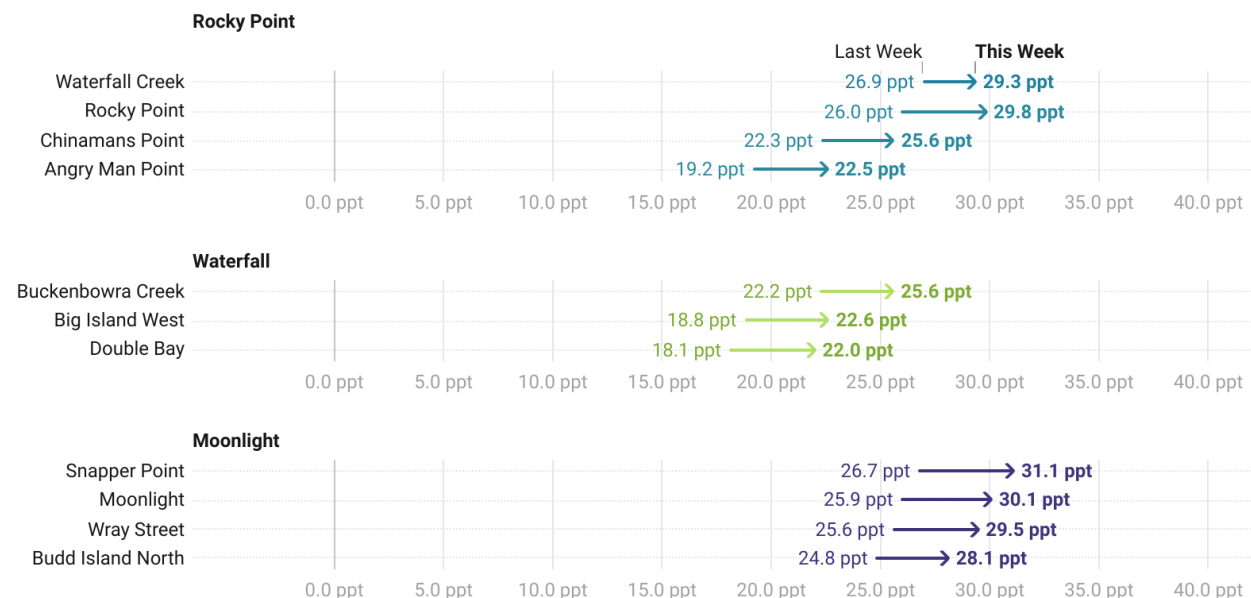 Rocky Point
Last Week This Week
Waterfall Creek 26.9 ppt 29.3 ppt
Rocky Point 26.0 ppt 29.8 ppt
Chinamans Point 22.3 ppt 25.6 ppt
Angry Man Point 19.2 ppt 22.5 ppt
0.0 ppt 5.0 ppt 10.0 ppt 15.0 ppt 20.0 ppt 25.0 ppt 30.0 ppt 35.0 ppt 40.0 ppt
Waterfall
Buckenbowra Creek 22.2 ppt 25.6 ppt
Big Island West 18.8 ppt 22.6 ppt
Double Bay 18.1 ppt 22.0 ppt
0.0 ppt 5.0 ppt 10.0 ppt 15.0 ppt 20.0 ppt 25.0 ppt 30.0 ppt 35.0 ppt 40.0 ppt
Moonlight
Snapper Point 26.7 ppt 31.1 ppt
Moonlight 25.9 ppt 30.1 ppt
Wray Street 25.6 ppt 29.5 ppt
Budd Island North 24.8 ppt 28.1 ppt
0.0 ppt 5.0 ppt 10.0 ppt 15.0 ppt 20.0 ppt 25.0 ppt 30.0 ppt 35.0 ppt 40.0 ppt